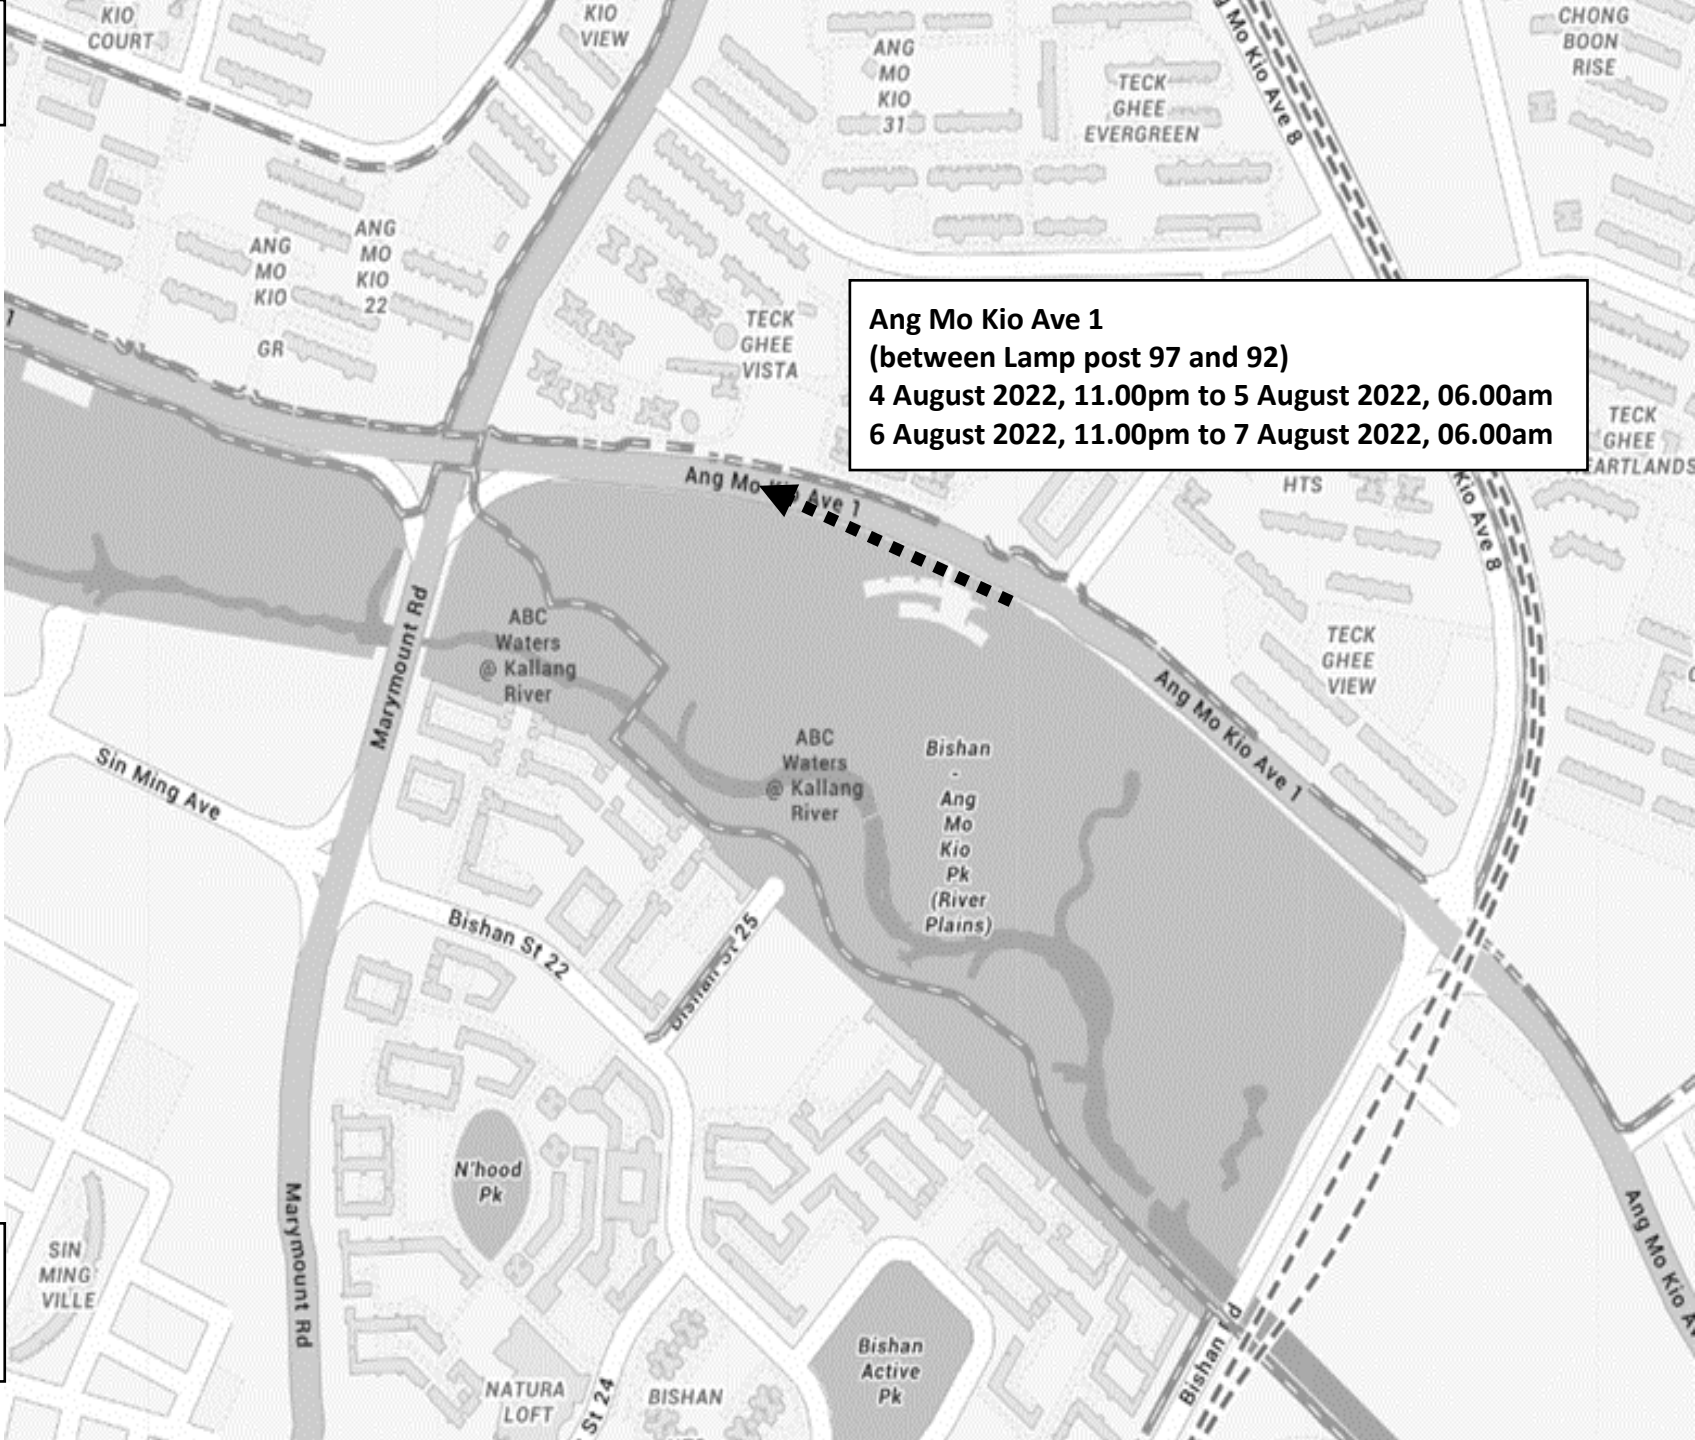 KIO
COURT
KIO
VIEW
ANG
MO
KIO
31
TECK
GHEE
EVERGREEN
Mo Kio Ave 8
CHONG
BOON
RISE
ANG
MO
KIO
22
ANG
MO
KIO
GR
1
TECK
GHEE
VISTA
Ang Mo Kio Ave 1
(between Lamp post 97 and 92)
4 August 2022, 11.00pm to 5 August 2022, 06.00am
6 August 2022, 11.00pm to 7 August 2022, 06.00am
TECK
GHEE
EARTLANDS
HTS
Kio Ave 8
Ang Mo Kio Ave 1
Marymount Rd
ABC
Waters
@ Kallang
River
TECK
GHEE
VIEW
Ang Mo Kio Ave 1
ABC
Waters
@ Kallang
River
Bishan
-
Ang
Mo
Kio
Pk
(River
Plains)
Sin Ming Ave
Bishan St 22
Bishan St 25
N'hood
Pk
Marymount Rd
SIN
MING
VILLE
Ang Mo Kio
NATURA
LOFT
St 24
BISHAN
Bishan
Active
Pk
Bishan Rd